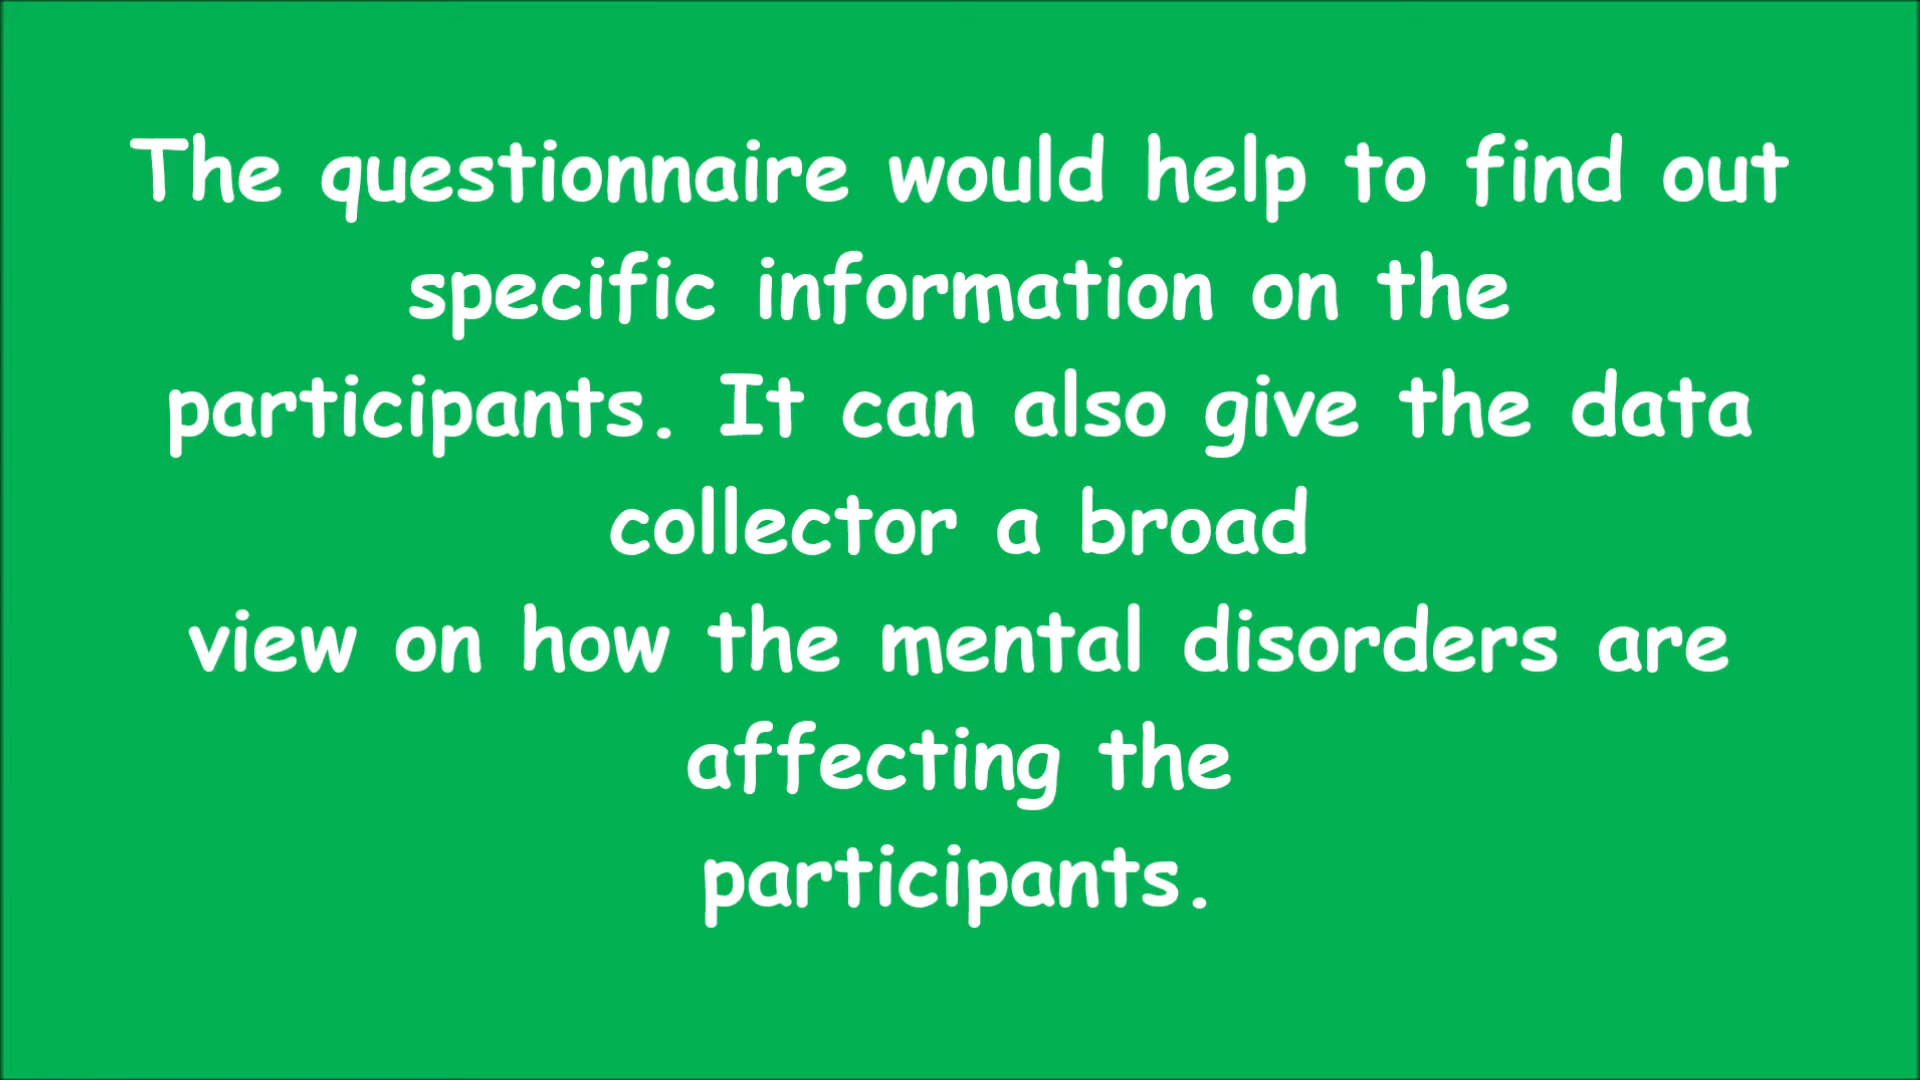 The questionnaire would help to find out
specific information on the
participants. It can also give the data
collector a broad
view on how the mental disorders are
affecting the
participants.